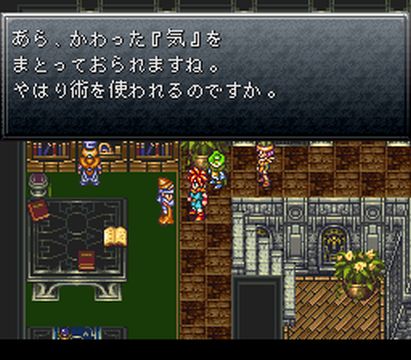 あら、かわった『気』を
まとっておられますね。
やはり術を使われるのですか。